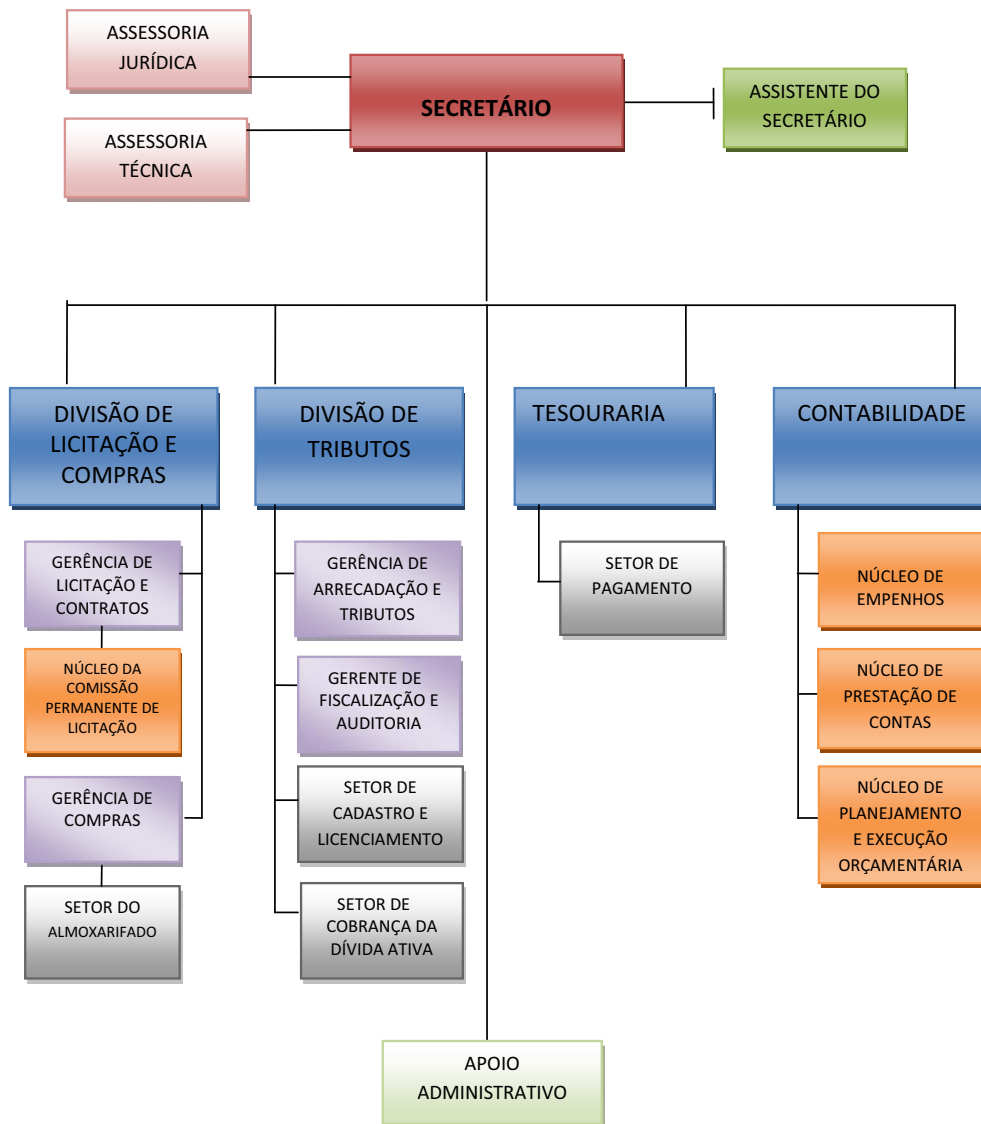 ASSESSORIA
JURÍDICA
SECRETÁRIO
ASSISTENTE DO
SECRETÁRIO
ASSESSORIA
TÉCNICA
DIVISÃO DE
LICITAÇÃO E
COMPRAS
DIVISÃO DE
TRIBUTOS
TESOURARIA
CONTABILIDADE
GERÊNCIA DE
LICITAÇÃO E
CONTRATOS
NÚCLEO DA
COMISSÃO
PERMANENTE DE
LICITAÇÃO
GERÊNCIA DE
COMPRAS
SETOR DO
ALMOXARIFADO
GERÊNCIA DE
ARRECADAÇÃO E
TRIBUTOS
GERENTE DE
FISCALIZAÇÃO E
AUDITORIA
SETOR DE
CADASTRO E
LICENCIAMENTO
SETOR DE
COBRANÇA DA
DÍVIDA ATIVA
SETOR DE
PAGAMENTO
NÚCLEO DE
EMPENHOS
NÚCLEO DE
PRESTAÇÃO DE
CONTAS
NÚCLEO DE
PLANEJAMENTO
E EXECUÇÃO
ORÇAMENTÁRIA
APOIO
ADMINISTRATIVO